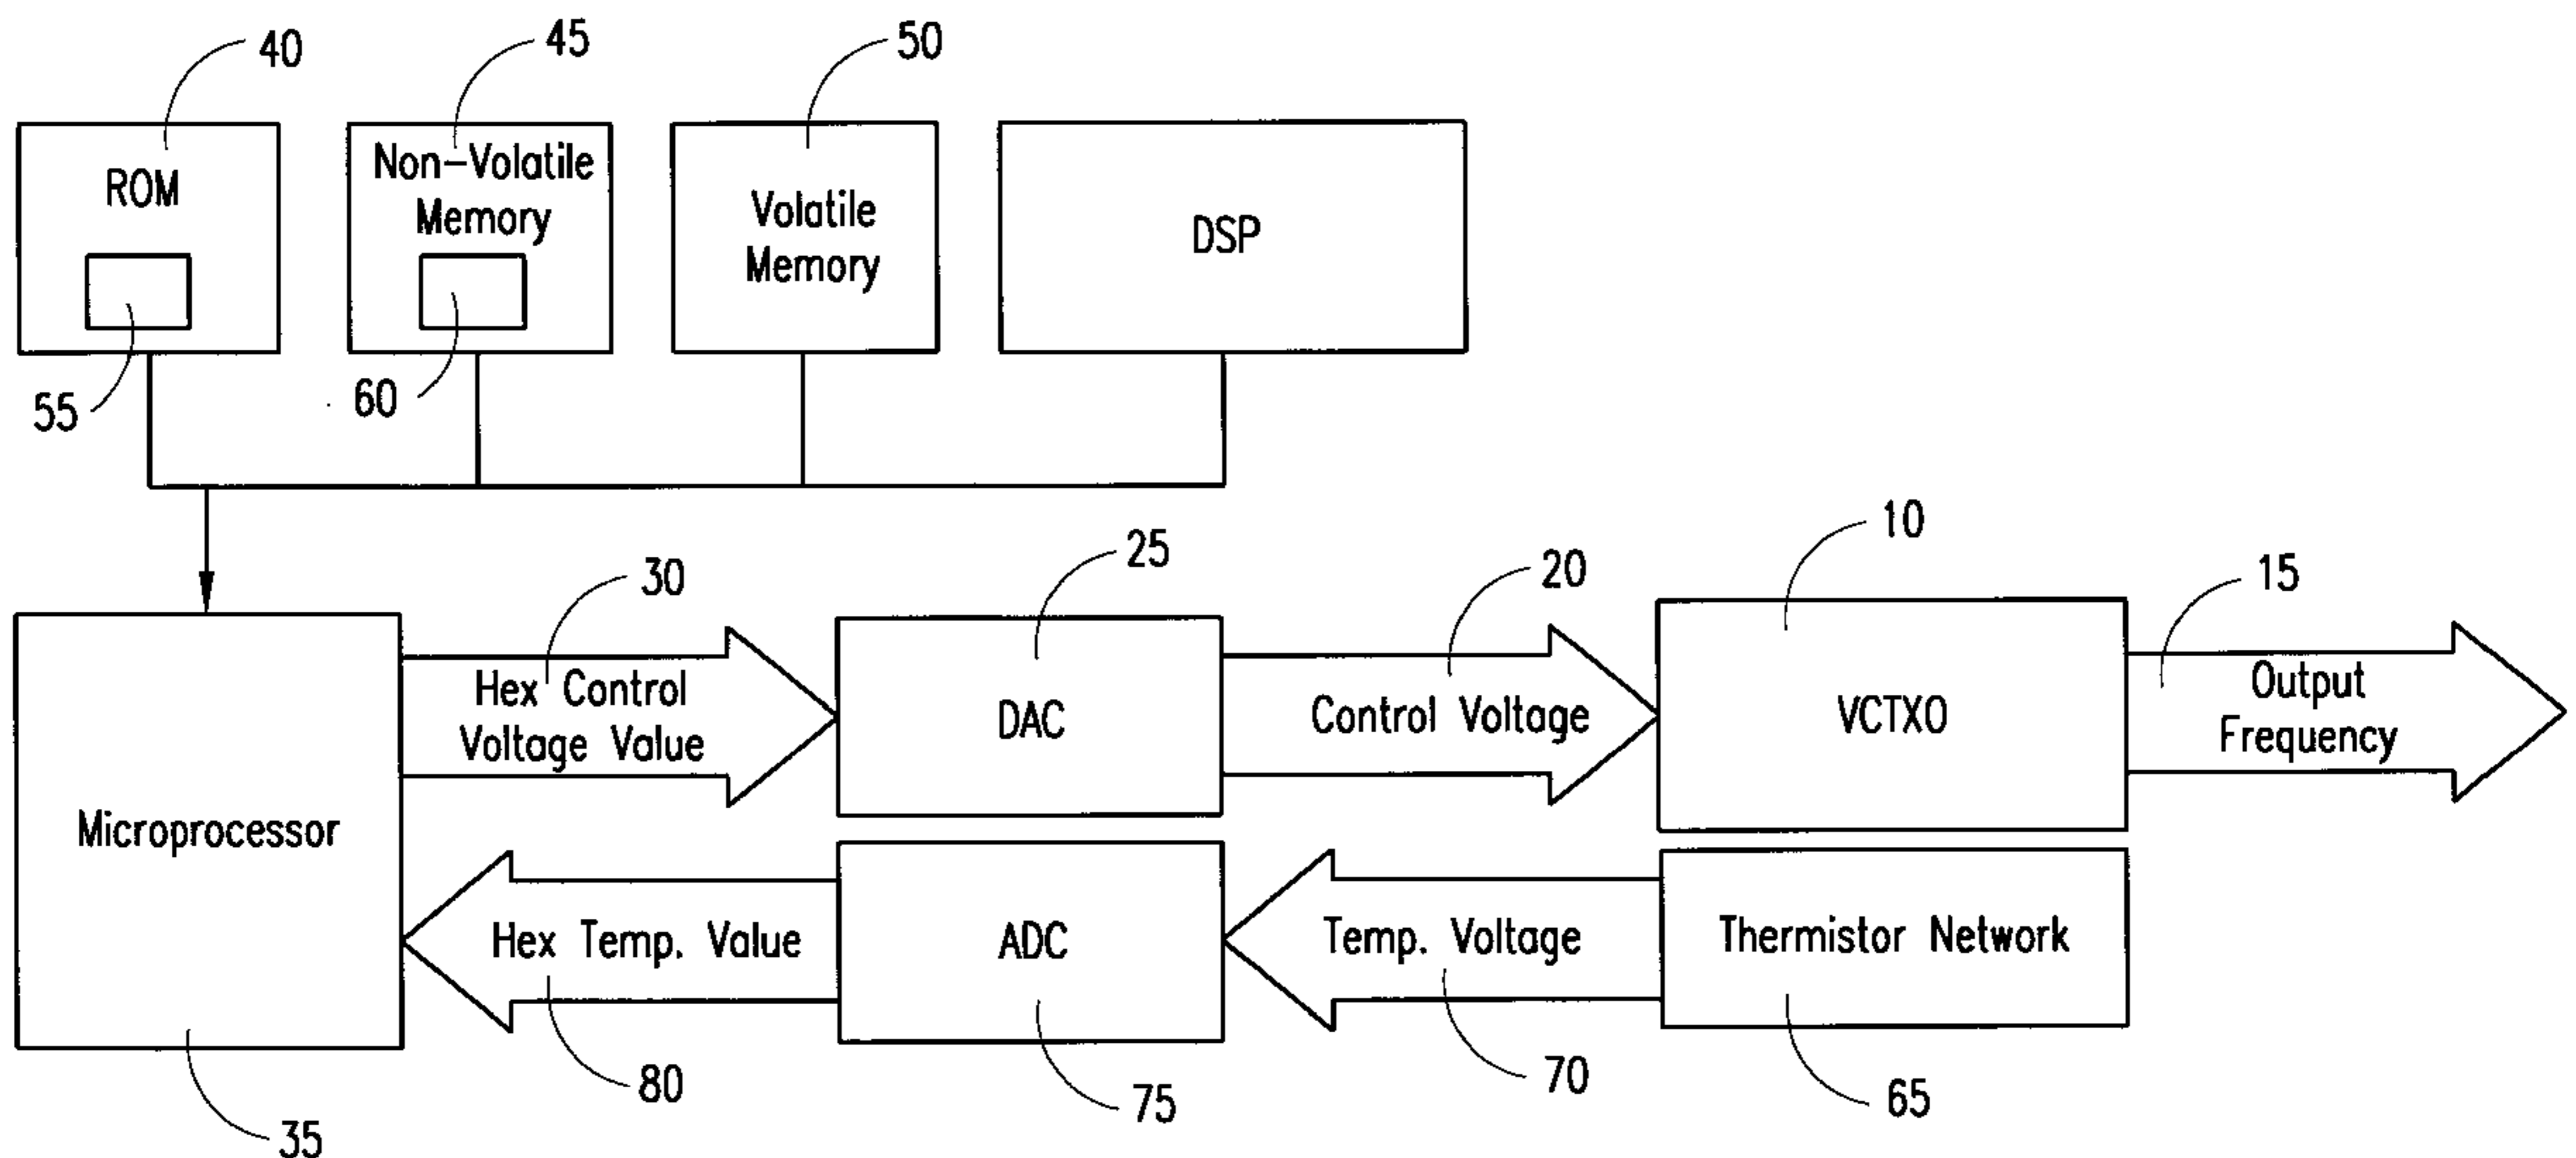 40
45
50
ROM
Non-Volatile
Memory
Volatile
Memory
DSP
55
60
30
25
20
10
15
Hex Control
Voltage Value
DAC
Control Voltage
VCTXO
Output
Frequency
Microprocessor
Hex Temp. Value
ADC
Temp. Voltage
Thermistor Network
35
80
75
70
65